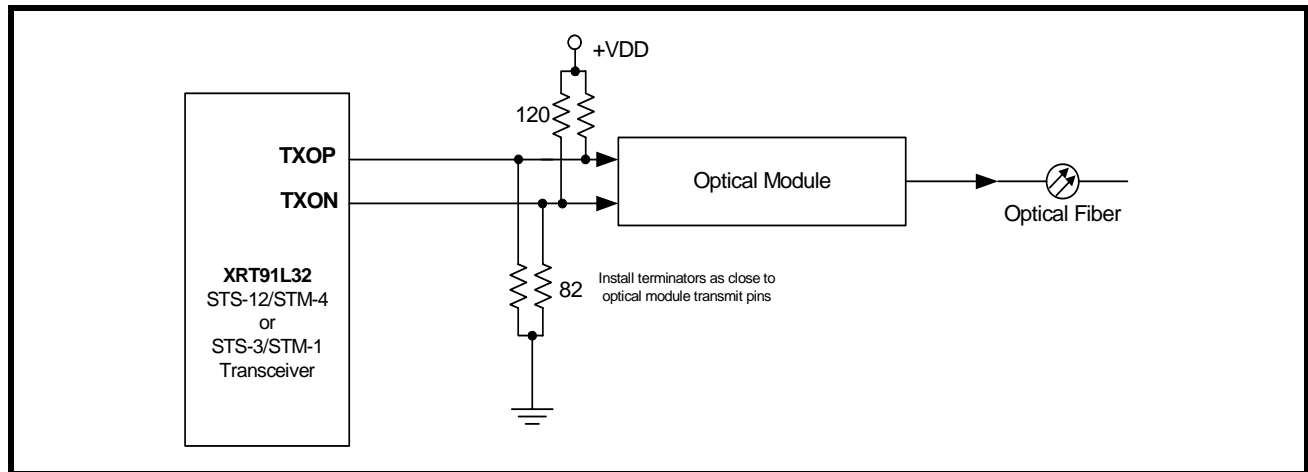 +VDD
120
TXOP
TXON
Optical Module
Optical Fiber
XRT91L32
STS-12/STM-4
or
STS-3/STM-1
Transceiver
82
Install terminators as close to
optical module transmit pins